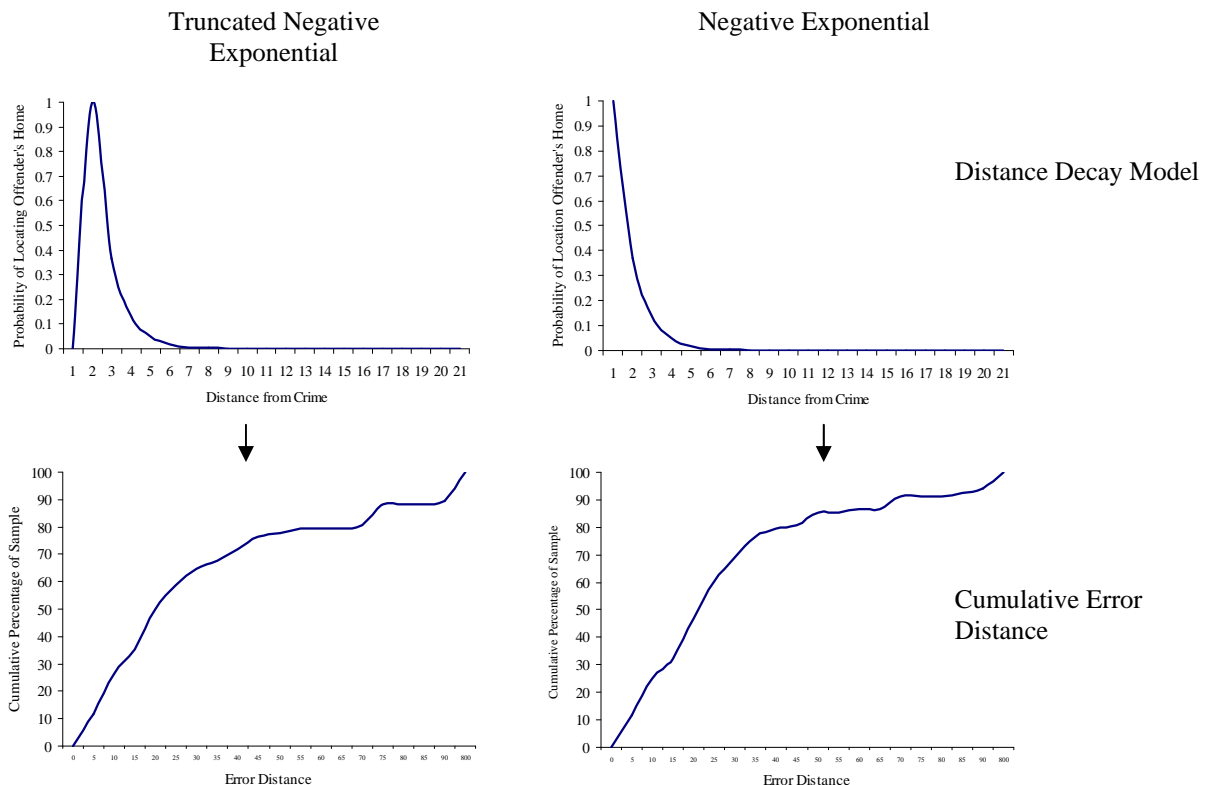 Truncated Negative
Exponential
Negative Exponential
Probability of Locating Offender's Home
1
0.9
0.8
0.7
0.6
0.5
0.4
0.3
0.2
0.1
0
1 2 3 4 5 6 7 8 9 10 11 12 13 14 15 16 17 18 19 20 21
Distance from Crime
Probability of Location Offender's Home
1
0.9
0.8
0.7
0.6
0.5
0.4
0.3
0.2
0.1
0
1 2 3 4 5 6 7 8 9 10 11 12 13 14 15 16 17 18 19 20 21
Distance from Crime
Distance Decay Model
Cumulative Percentage of Sample
100
90
80
70
60
50
40
30
20
10
0
0 5 10 15 20 25 30 35 40 45 50 55 60 65 70 75 80 85 90 800
Error Distance
Cumulative Percentage of Sample
100
90
80
70
60
50
40
30
20
10
0
0 5 10 15 20 25 30 35 40 45 50 55 60 65 70 75 80 85 90 800
Error Distance
Cumulative Error
Distance